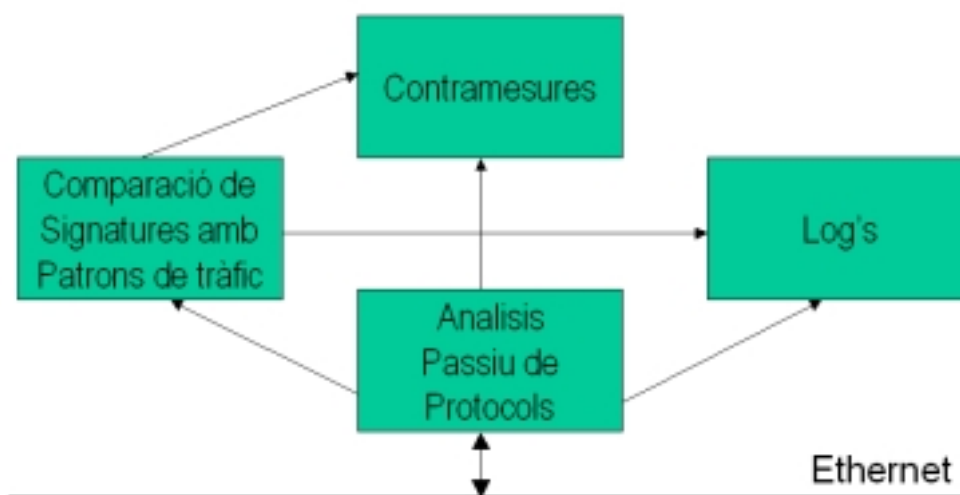 Contramesures
Comparació de
Signatures amb
Patrons de tràfic
Log's
Analisis
Passiu de
Protocols
Ethernet